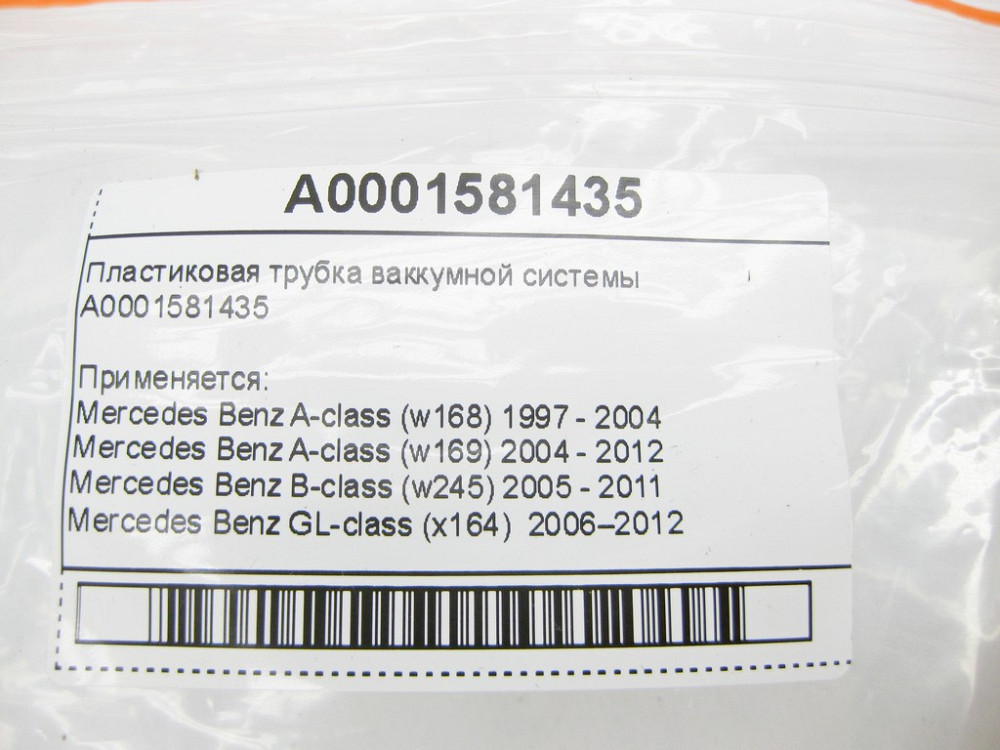 A0001581435
Пластиковая трубка ваккумной системы
A0001581435
Применяется:
Mercedes Benz A-class (w168) 1997 - 2004
Mercedes Benz A-class (w169) 2004 - 2012
Mercedes Benz B-class (w245) 2005 - 2011
Mercedes Benz GL-class (x164) 2006–2012